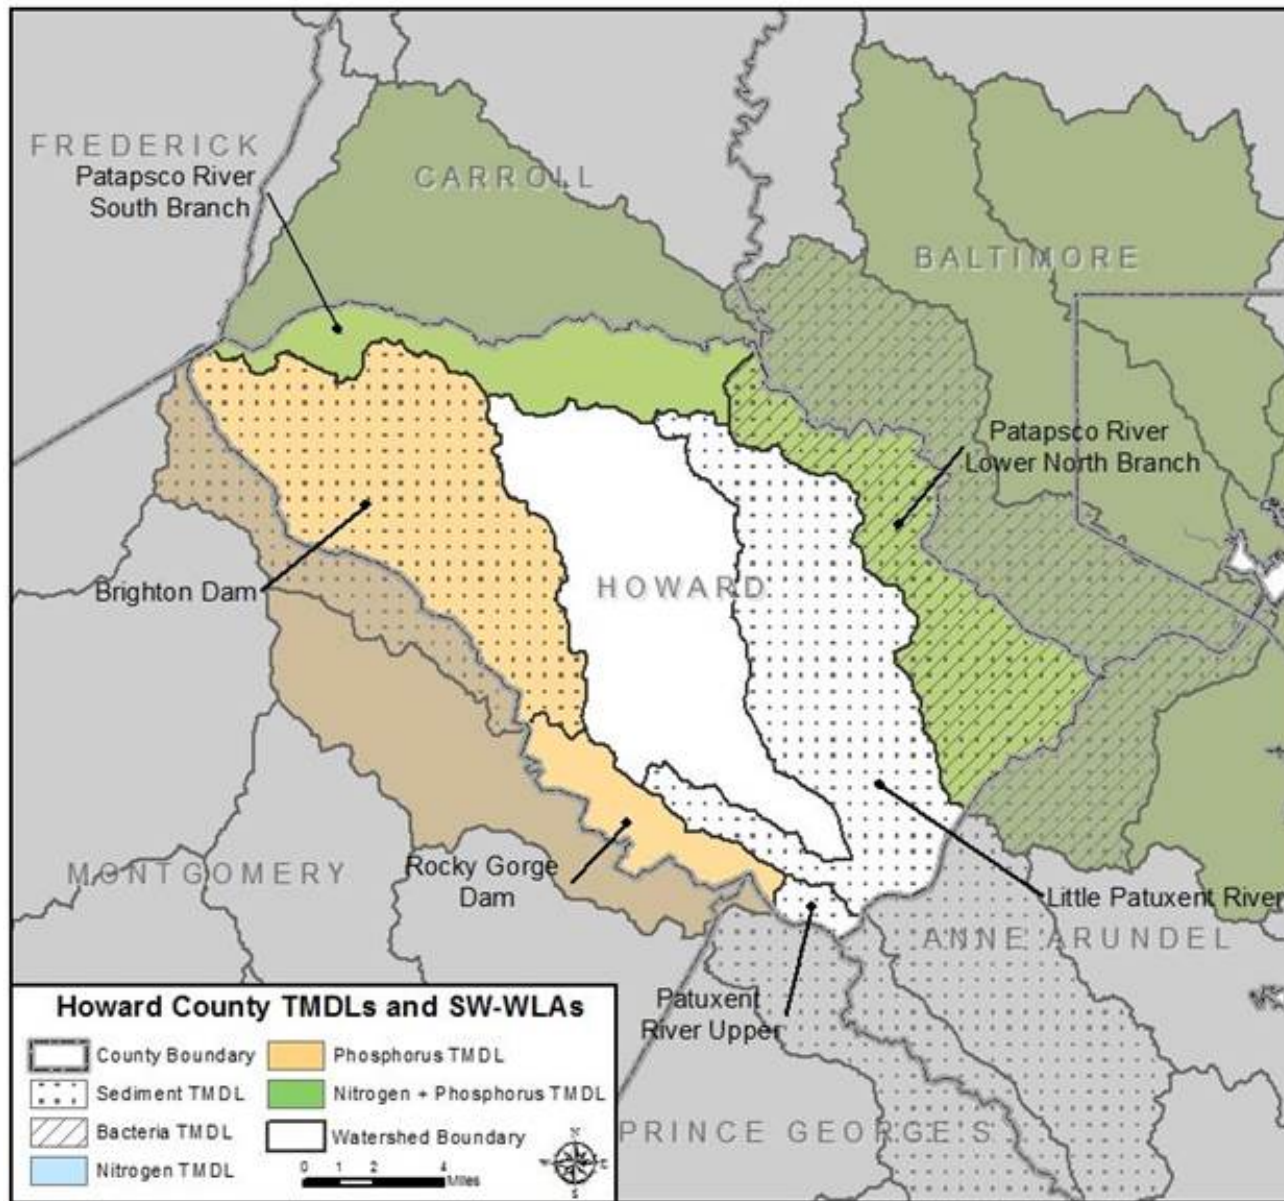 FREDERICK
Patapsco River
South Branch
CARROLL
BALTIMORE
Patapsco River
Lower North Branch
Brighton Dam
HOWARD
MONTGOMERY
Rocky Gorge
Dam
Little Patuxent River
ANNE ARUNDEL
Patuxent
River Upper
PRINCE GEORGE'S
Howard County TMDLs and SW-WLAs
County Boundary
Phosphorus TMDL
Sediment TMDL
Nitrogen + Phosphorus TMDL
Bacteria TMDL
Watershed Boundary
Nitrogen TMDL
0 1 2 4
Miles
N
W E
S